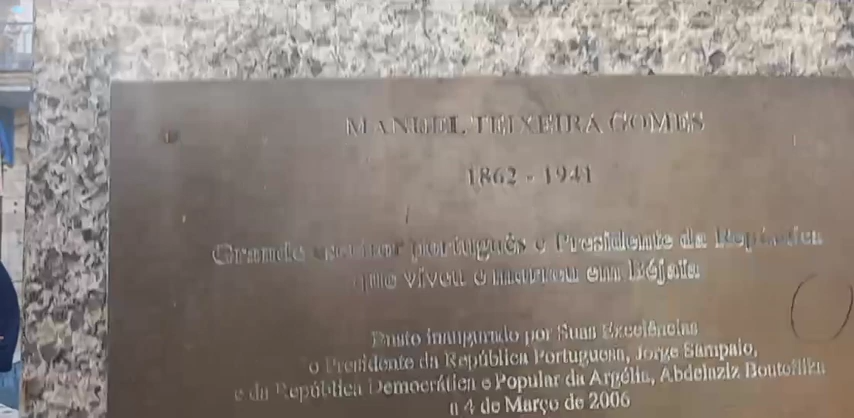 MANUEL TEIXEIRA GOMES
1862 - 1941
Grande escritor português e Presidente da República
que viveu e morreu em Béjaïa
Busto inaugurado por Suas Excelências
o Presidente da República Portuguesa, Jorge Sampaio,
e da República Democrática e Popular da Argélia, Abdelaziz Bouteflika
a 4 de Março de 2006